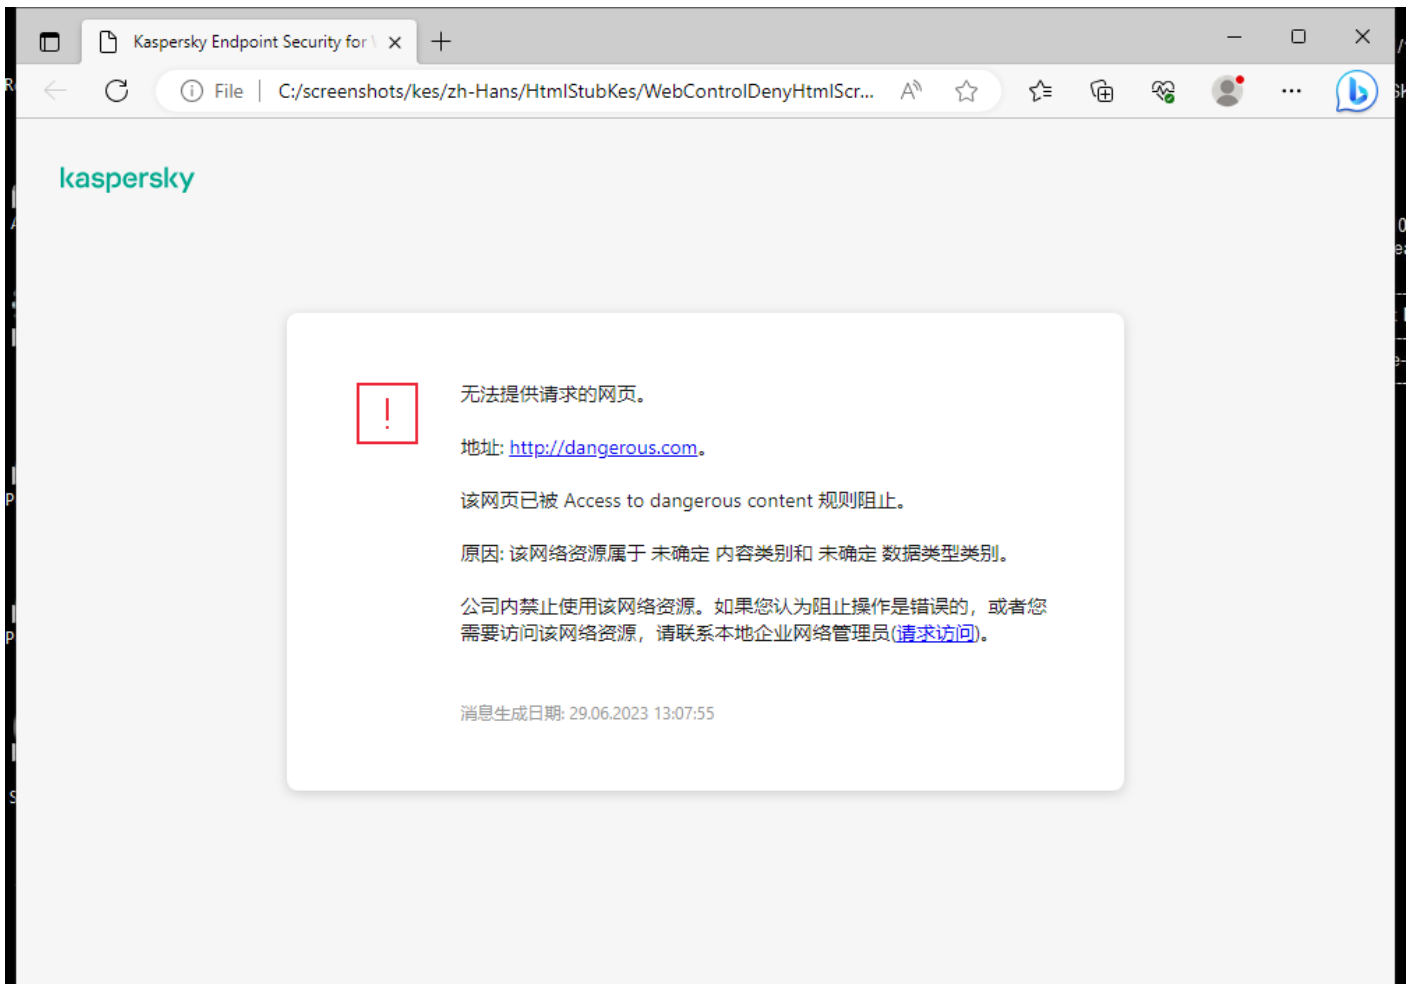 Kaspersky Endpoint Security for
File
C:/screenshots/kes/zh-Hans/HtmlStubKes/WebControlDenyHtmlScr...
kaspersky
无法提供请求的网页。
地址: http://dangerous.com。
该网页已被 Access to dangerous content 规则阻止。
原因: 该网络资源属于 未确定 内容类别和 未确定 数据类型类别。
公司内禁止使用该网络资源。如果您认为阻止操作是错误的，或者您
需要访问该网络资源，请联系本地企业网络管理员(请求访问)。
消息生成日期: 29.06.2023 13:07:55